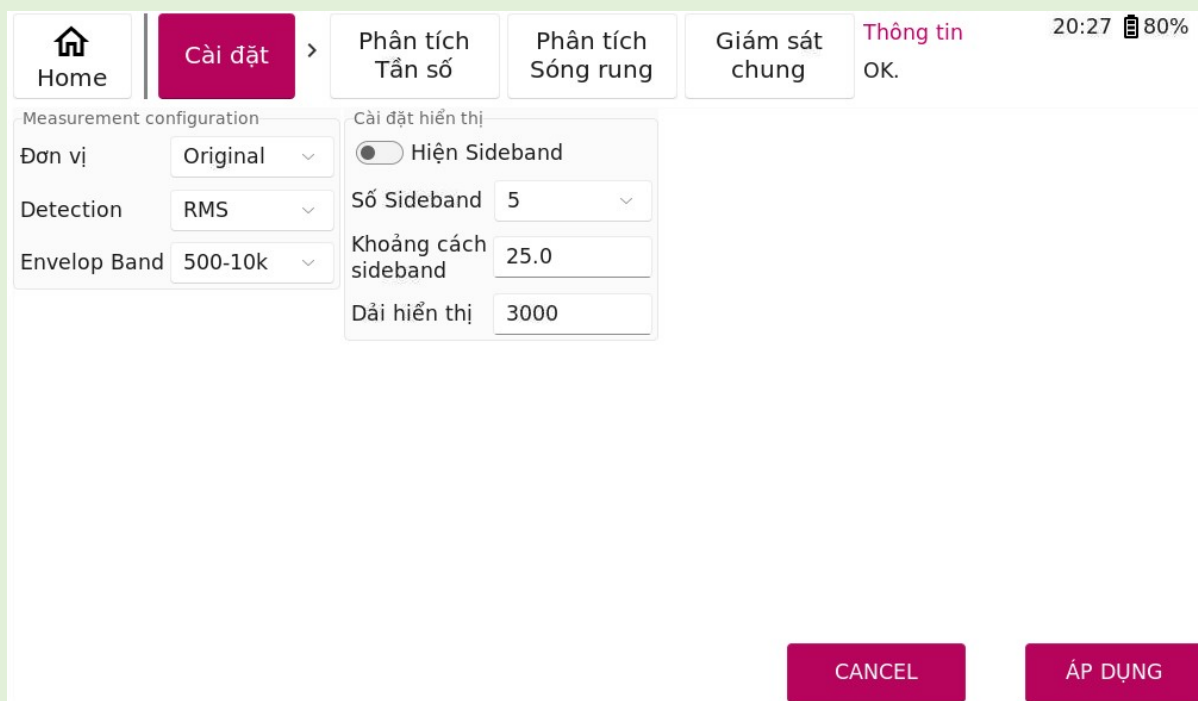 Home
Cài đặt
>
Phân tích
Tần số
Phân tích
Sóng rung
Giám sát
chung
Thông tin
OK.
20:27 80%
Measurement configuration
Đơn vị Original
Detection RMS
Envelop Band 500-10k
Cài đặt hiển thị
Hiện Sideband
Số Sideband 5
Khoảng cách
sideband
25.0
Dải hiển thị 3000
CANCEL
ÁP DỤNG